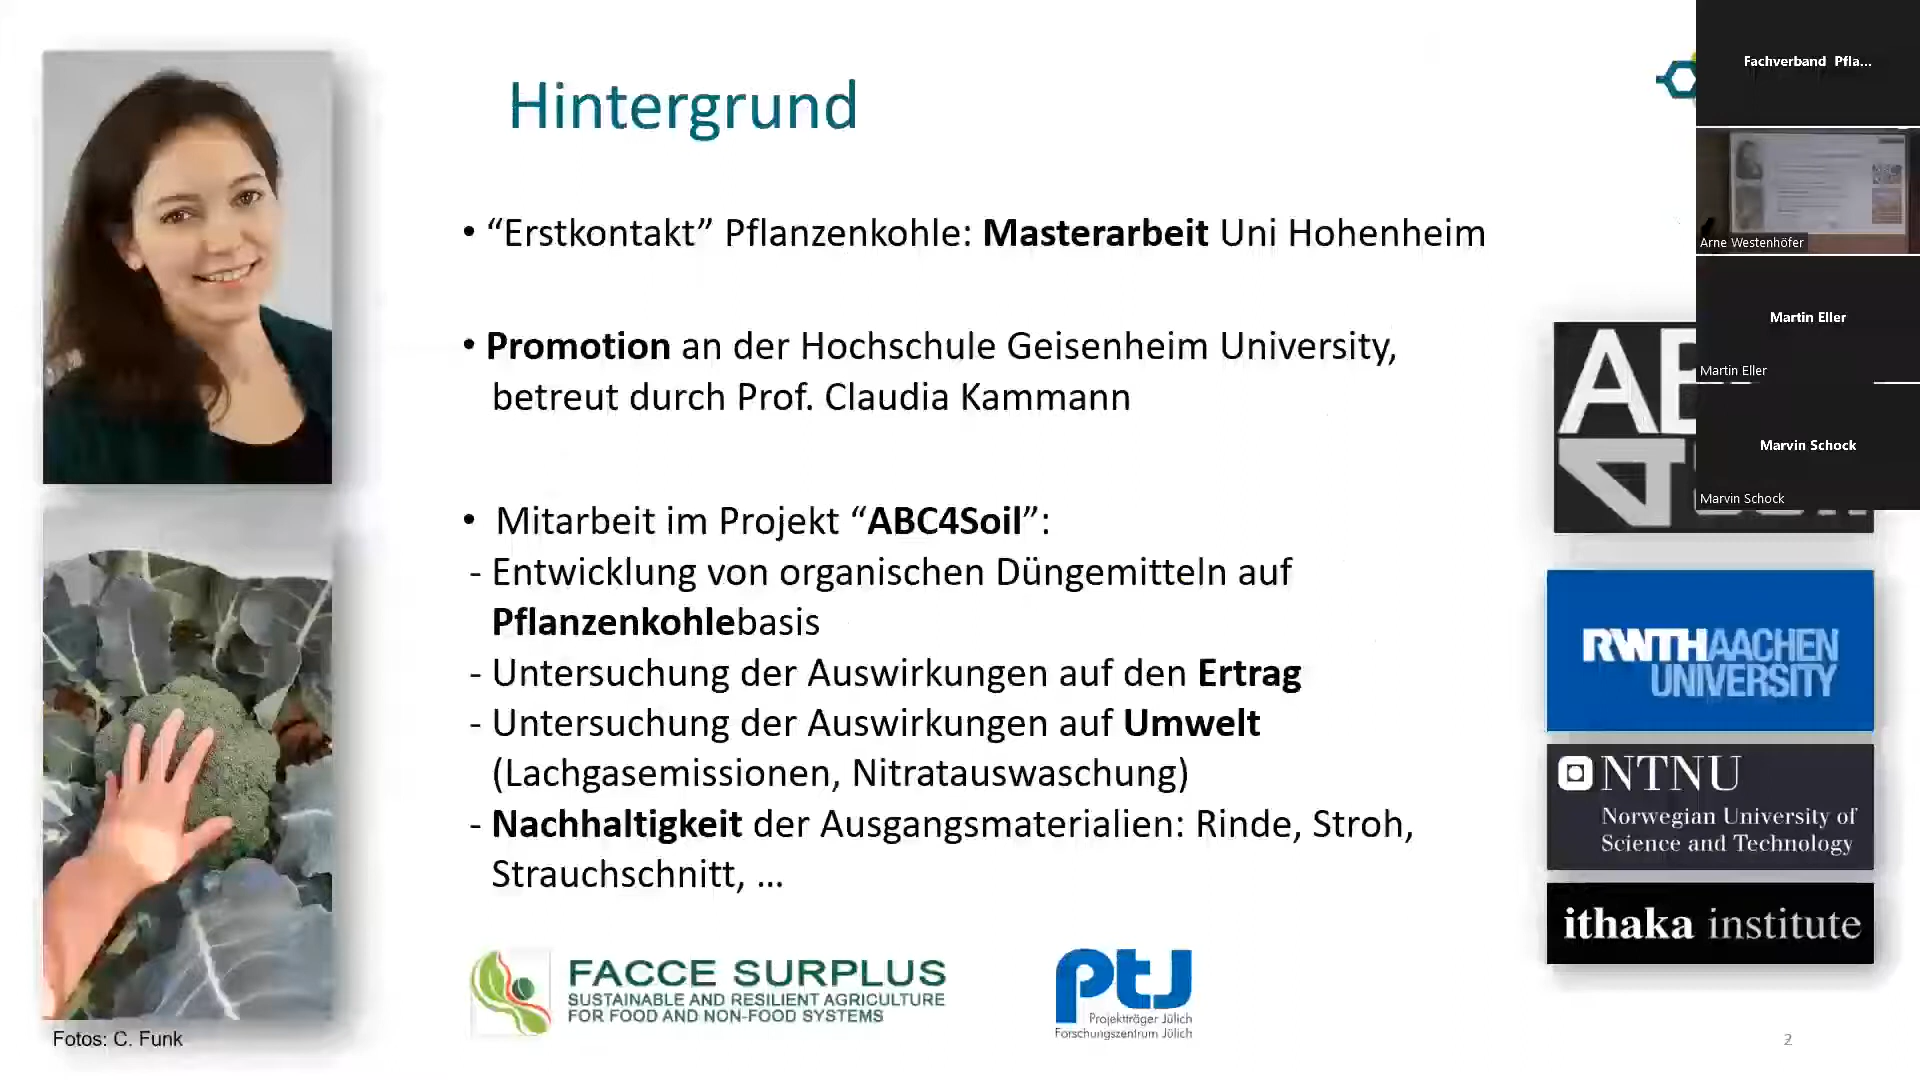 Hintergrund
• “Erstkontakt” Pflanzenkohle: Masterarbeit Uni Hohenheim
• Promotion an der Hochschule Geisenheim University,
betreut durch Prof. Claudia Kammann
• Mitarbeit im Projekt “ABC4Soil”:
- Entwicklung von organischen Düngemitteln auf
Pflanzenkohlebasis
- Untersuchung der Auswirkungen auf den Ertrag
- Untersuchung der Auswirkungen auf Umwelt
(Lachgasemissionen, Nitratauswaschung)
- Nachhaltigkeit der Ausgangsmaterialien: Rinde, Stroh,
Strauchschnitt, ...
FACCE SURPLUS
SUSTAINABLE AND RESILIENT AGRICULTURE
FOR FOOD AND NON-FOOD SYSTEMS
ptJ
Projektträger Jülich
Forschungszentrum Jülich
Fotos: C. Funk
Fachverband Pfla...
Arne Westenhöfer
Martin Eller
Martin Eller
Marvin Schock
Marvin Schock
RWTHAACHEN
UNIVERSITY
NTNU
Norwegian University of
Science and Technology
ithaka institute
2